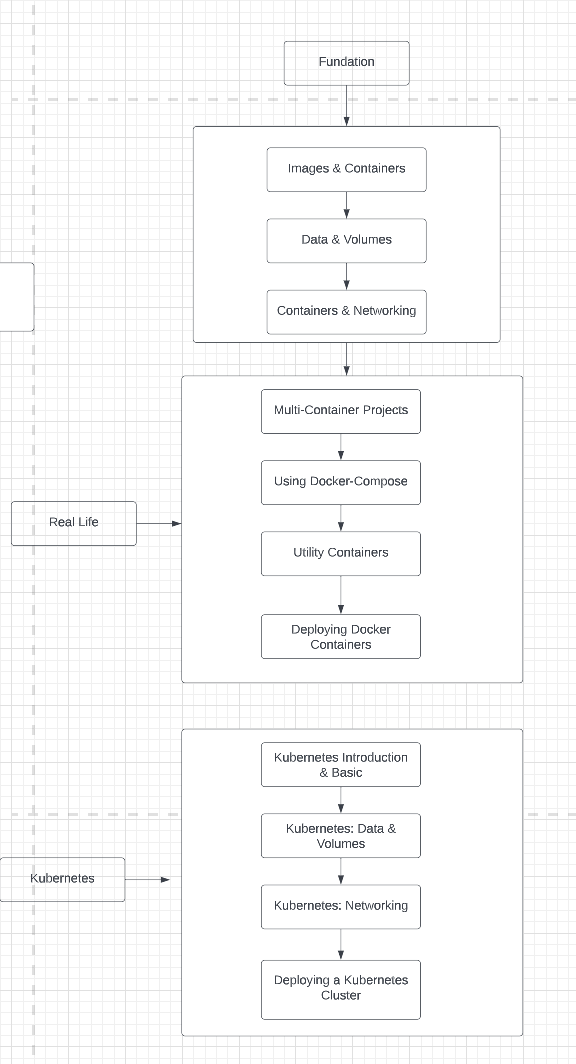 Fundation
Images & Containers
Data & Volumes
Containers & Networking
Multi-Container Projects
Using Docker-Compose
Real Life
Utility Containers
Deploying Docker
Containers
Kubernetes Introduction
& Basic
Kubernetes: Data &
Volumes
Kubernetes
Kubernetes: Networking
Deploying a Kubernetes
Cluster